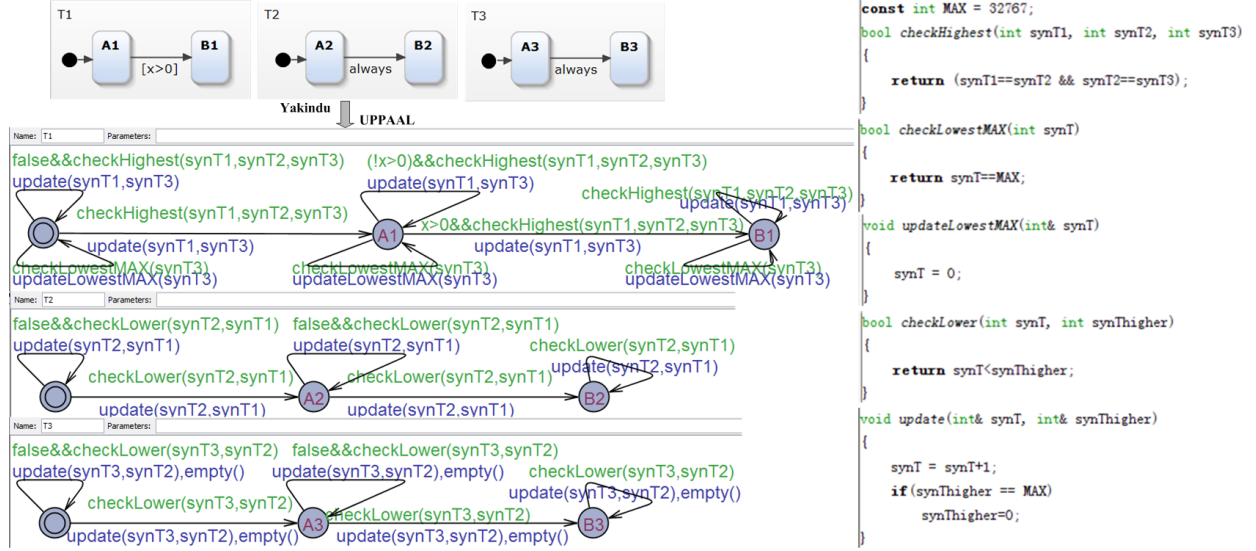 T1
A1
B1
[x>0]
T2
A2
B2
always
T3
A3
B3
always
Yakindu
UPPAAL
Name: T1 Parameters:
false&&checkHighest(synT1,synT2,synT3)
update(synT1,synT3)
(!x>0)&&checkHighest(synT1,synT2,synT3)
update(synT1,synT3)
checkHighest(synT1,synT2,synT3)
update(synT1,synT3)
checkHighest(synT1,synT2,synT3)
update(synT1,synT3)
A1
x>0&&checkHighest(synT1,synT2,synT3)
update(synT1,synT3)
B1
checkLowestMAX(synT3)
updateLowestMAX(synT3)
checkLowestMAX(synT3)
updateLowestMAX(synT3)
checkLowestMAX(synT3)
updateLowestMAX(synT3)
Name: T2 Parameters:
false&&checkLower(synT2,synT1)
update(synT2,synT1)
false&&checkLower(synT2,synT1)
update(synT2,synT1)
checkLower(synT2,synT1)
update(synT2,synT1)
checkLower(synT2,synT1)
update(synT2,synT1)
A2
checkLower(synT2,synT1)
update(synT2,synT1)
B2
Name: T3 Parameters:
false&&checkLower(synT3,synT2)
update(synT3,synT2),empty()
false&&checkLower(synT3,synT2)
update(synT3,synT2),empty()
checkLower(synT3,synT2)
update(synT3,synT2),empty()
checkLower(synT3,synT2)
update(synT3,synT2),empty()
A3
checkLower(synT3,synT2)
update(synT3,synT2),empty()
B3
const int MAX = 32767;
bool checkHighest(int synT1, int synT2, int synT3)
{
return (synT1==synT2 && synT2==synT3);
}
bool checkLowestMAX(int synT)
{
return synT==MAX;
}
void updateLowestMAX(int& synT)
{
synT = 0;
}
bool checkLower(int synT, int synThigher)
{
return synT<synThigher;
}
void update(int& synT, int& synThigher)
{
synT = synT+1;
if(synThigher == MAX)
synThigher=0;
}